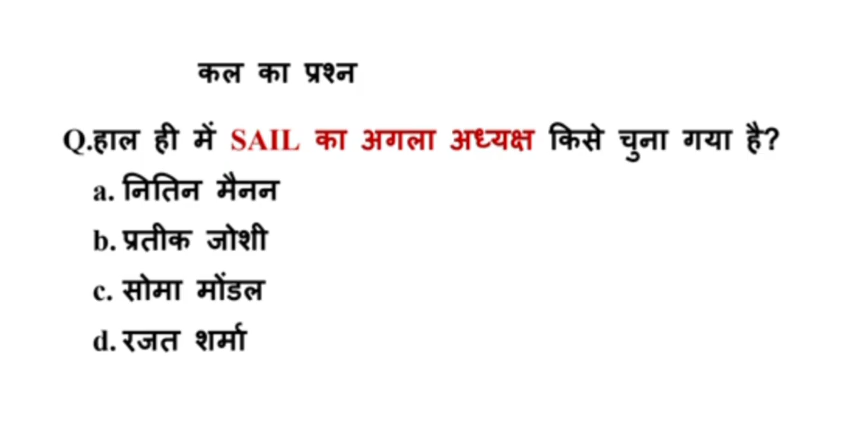 कल का प्रश्न
Q.हाल ही में SAIL का अगला अध्यक्ष किसे चुना गया है?
a. नितिन मैनन
b. प्रतीक जोशी
c. सोमा मोंडल
d. रजत शर्मा